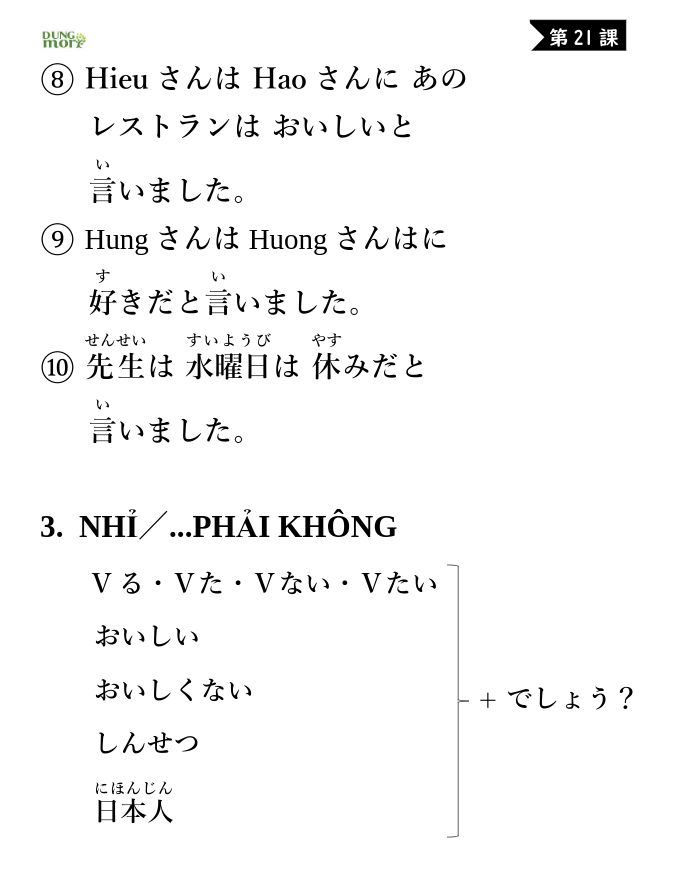 DUNG
mori
第21課
⑧ Hieu さんは Hao さんに あの
レストランは おいしいと
い
言いました。
⑨ Hung さんは Huong さんはに
す い
好きだと言いました。
せんせい すいようび やす
⑩ 先生は 水曜日は 休みだと
い
言いました。
3. NHỈ／...PHẢI KHÔNG
Ｖる・Ｖた・Ｖない・Ｖたい
おいしい
おいしくない
+ でしょう？
しんせつ
にほんじん
日本人